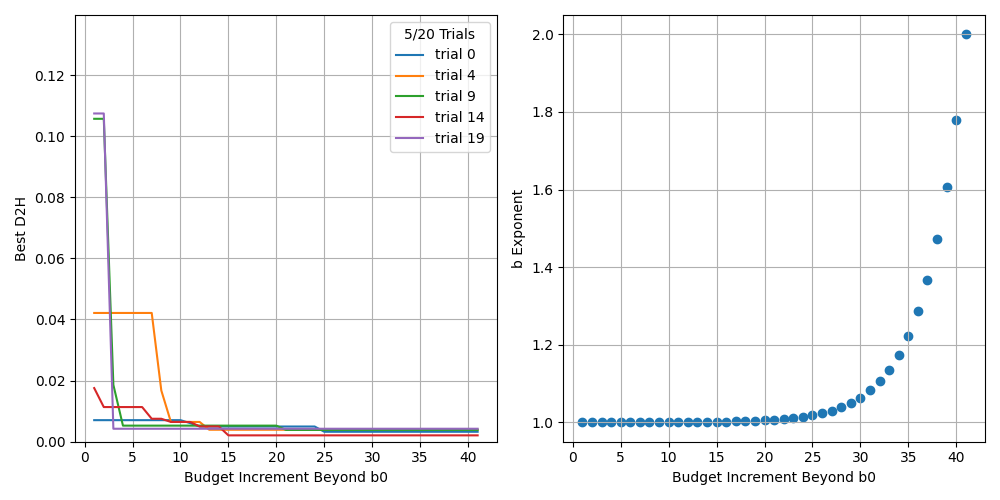 5/20 Trials
trial 0
trial 4
trial 9
trial 14
trial 19
0.12
0.10
0.08
0.06
0.04
0.02
0.00
Best D2H
0 5 10 15 20 25 30 35 40
Budget Increment Beyond b0
2.0
1.8
1.6
1.4
1.2
1.0
b Exponent
0 5 10 15 20 25 30 35 40
Budget Increment Beyond b0